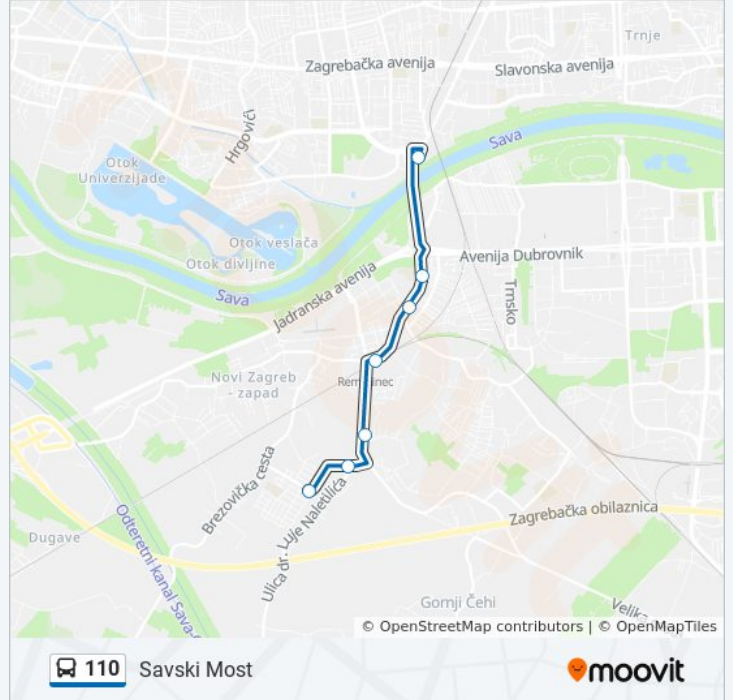 Trnje
Zagrebačka avenija
Slavonska avenija
Hrgovići
Sava
Otok
Univerzijade
Otok veslača
Otok divljine
Avenija Dubrovnik
Sava
Jadranska avenija
Trnsko
Novi Zagreb
- zapad
Brezovička cesta
Zagrebačka obilaznica
Dugave
Odteretni kanal Sava-
Ulica dr. Luje Naletilića
Gornji Čehi
Velika
© OpenStreetMap contributors | © OpenMapTiles
110 Savski Most
moovit